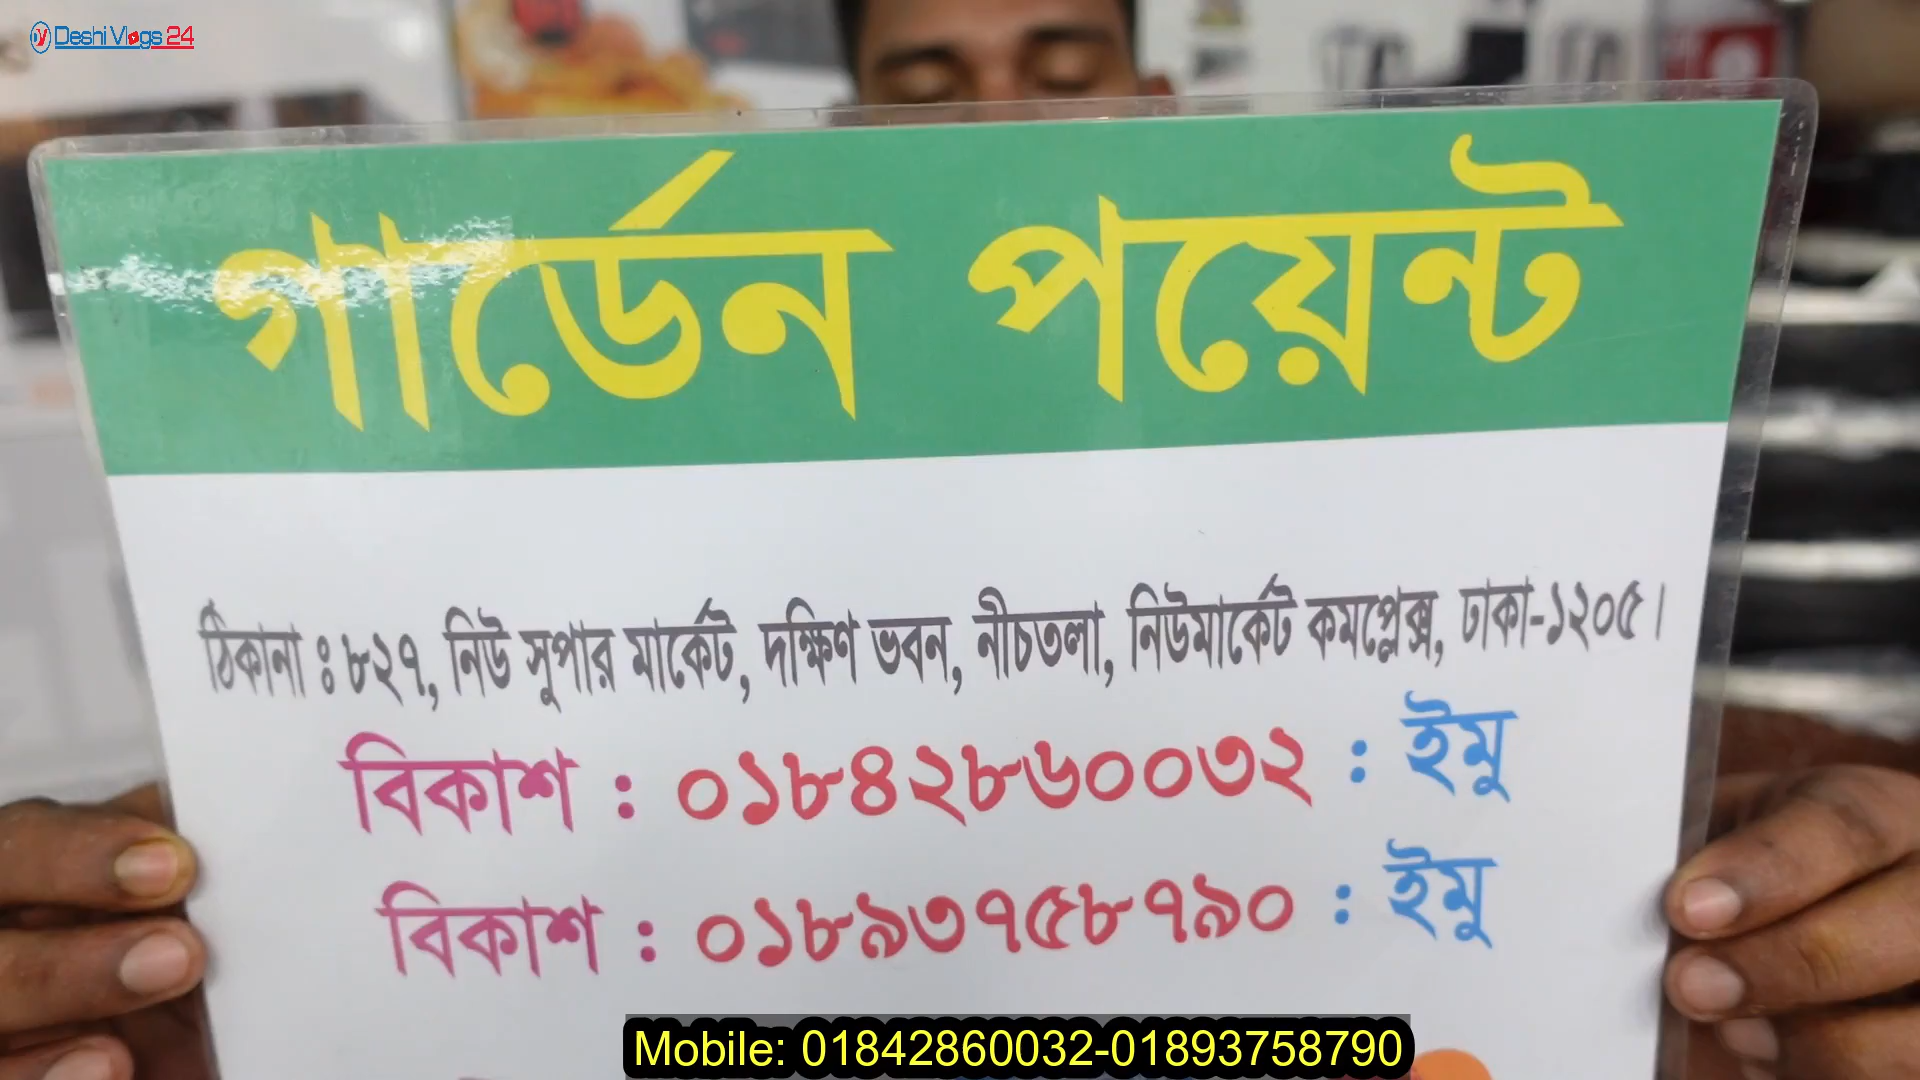 Deshi Vlogs 24
গার্ডেন পয়েন্ট
ঠিকানা ঃ ৮২৭, নিউ সুপার মার্কেট, দক্ষিণ ভবন, নীচতলা, নিউমার্কেট কমপ্লেক্স, ঢাকা-১২০৫।
বিকাশ : ০১৮৪২৮৬০০৩২ : ইমু
বিকাশ : ০১৮৯৩৭৫৮৭৯০ : ইমু
Mobile: 01842860032-01893758790